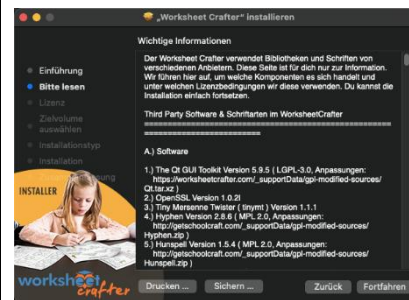 „Worksheet Crafter“ installieren
Wichtige Informationen
Einführung
Bitte lesen
Lizenz
Zielvolume
auswählen
Installationstyp
Installation
INSTALLER
worksheet
crafter
Der Worksheet Crafter verwendet Bibliotheken und Schriften von
verschiedenen Anbietern. Diese Seite ist für dich nur zur Information.
Wir führen hier auf, um welche Komponenten es sich handelt und
unter welchen Lizenzbedingungen wir diese verwenden. Du kannst die
Installation einfach fortsetzen.
Third Party Software & Schriftarten im WorksheetCrafter
A.) Software
1.) The Qt GUI Toolkit Version 5.9.5 ( LGPL-3.0, Anpassungen:
https://worksheetcrafter.com/_supportData/gpl-modified-sources/
Qt.tar.xz )
2.) OpenSSL Version 1.0.2l
3.) Tiny Mersenne Twister ( tinymt ) Version 1.1.1
4.) Hyphen Version 2.8.6 ( MPL 2.0, Anpassungen:
http://getschoolcraft.com/_supportData/gpl-modified-sources/
Hyphen.zip )
5.) Hunspell Version 1.5.4 ( MPL 2.0, Anpassungen:
http://getschoolcraft.com/_supportData/gpl-modified-sources/
Hunspell.zip )
Drucken ... Sichern ... Zurück Fortfahren